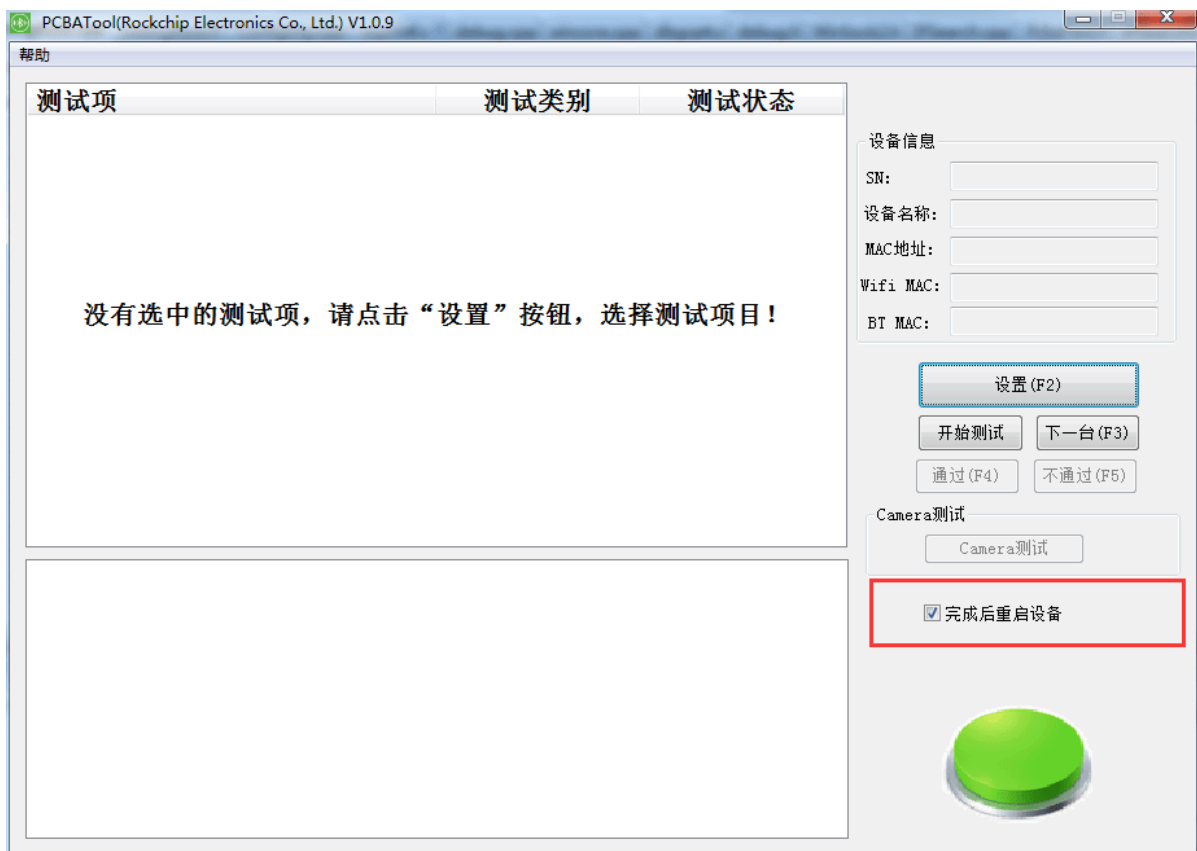 PCBATool(Rockchip Electronics Co., Ltd.) V1.0.9
帮助
测试项 测试类别 测试状态
没有选中的测试项，请点击“设置”按钮，选择测试项目！
设备信息
SN:
设备名称:
MAC地址:
Wifi MAC:
BT MAC:
设置(F2)
开始测试 下一台(F3)
通过(F4) 不通过(F5)
Camera测试
Camera测试
完成后重启设备